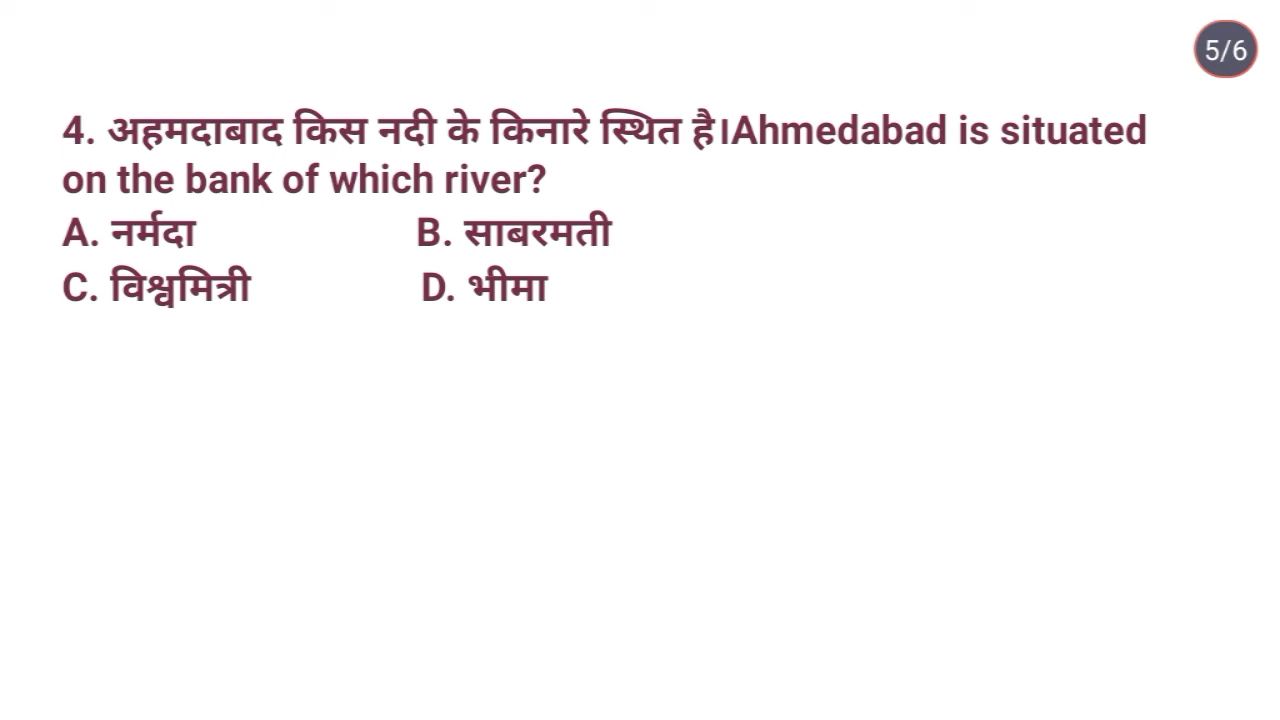 5/6
4. अहमदाबाद किस नदी के किनारे स्थित है।Ahmedabad is situated
on the bank of which river?
A. नर्मदा B. साबरमती
C. विश्वमित्री D. भीमा